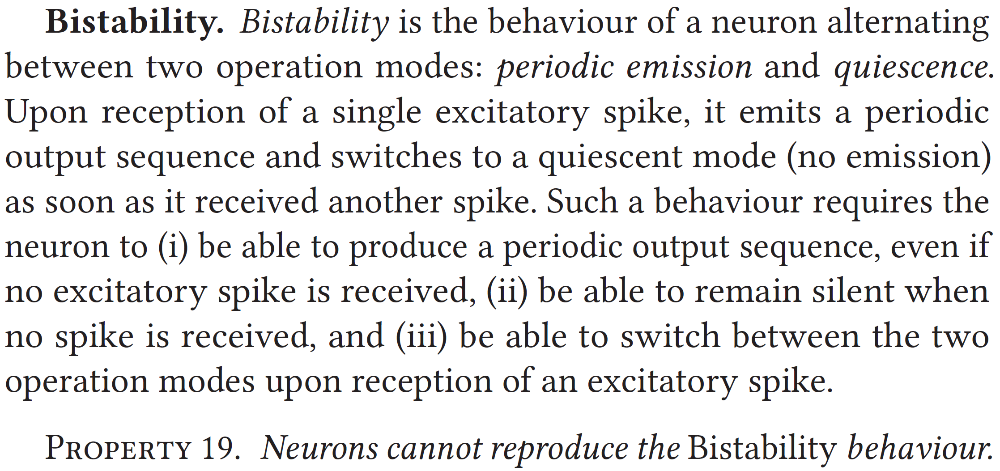 Bistability. Bistability is the behaviour of a neuron alternating
between two operation modes: periodic emission and quiescence.
Upon reception of a single excitatory spike, it emits a periodic
output sequence and switches to a quiescent mode (no emission)
as soon as it received another spike. Such a behaviour requires the
neuron to (i) be able to produce a periodic output sequence, even if
no excitatory spike is received, (ii) be able to remain silent when
no spike is received, and (iii) be able to switch between the two
operation modes upon reception of an excitatory spike.
Property 19. Neurons cannot reproduce the Bistability behaviour.